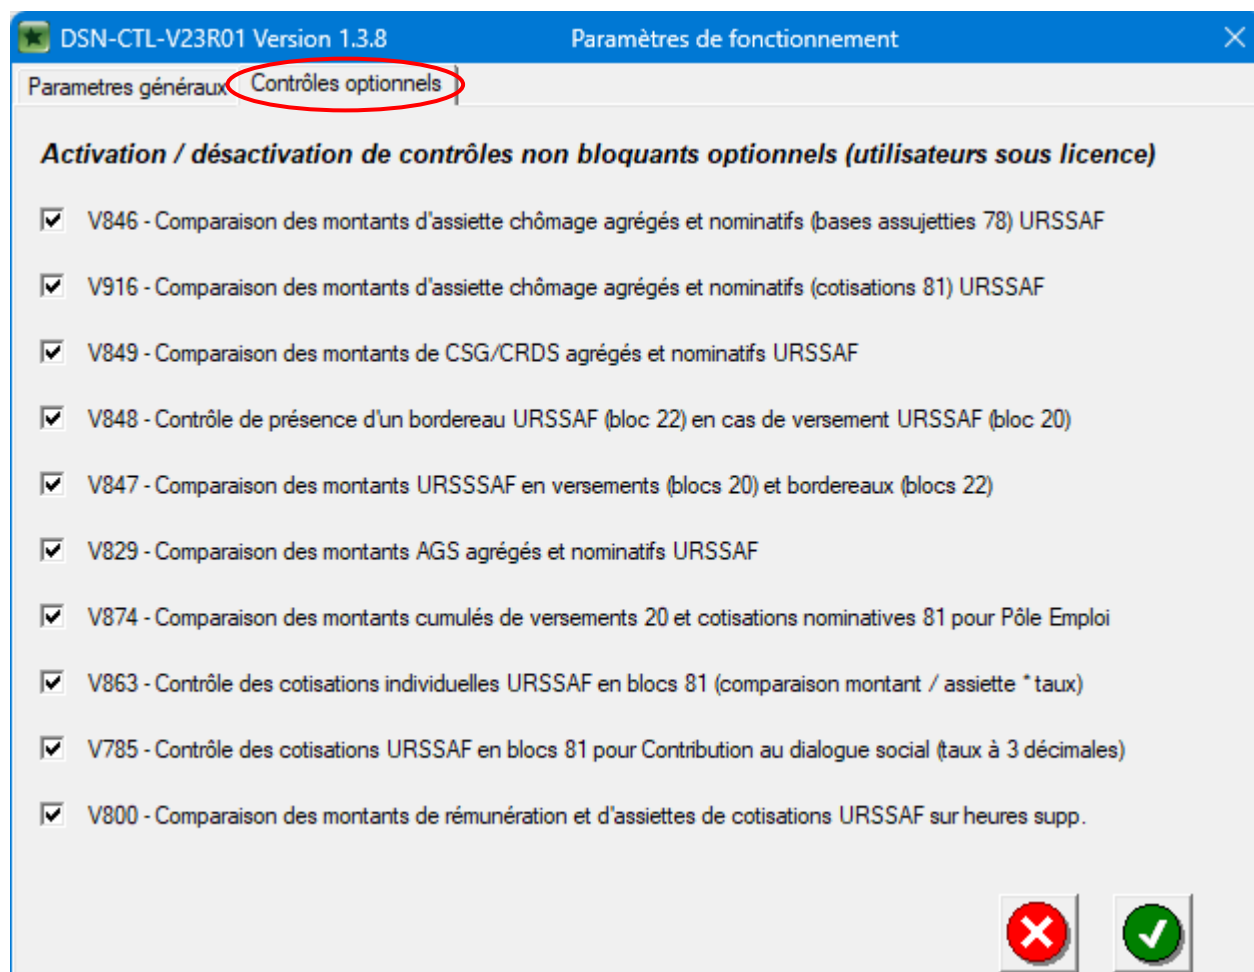 DSN-CTL-V23R01 Version 1.3.8 Paramètres de fonctionnement
Parametres généraux Contrôles optionnels
Activation / désactivation de contrôles non bloquants optionnels (utilisateurs sous licence)
V846 - Comparaison des montants d'assiette chômage agrégés et nominatifs (bases assujetties 78) URSSAF
V916 - Comparaison des montants d'assiette chômage agrégés et nominatifs (cotisations 81) URSSAF
V849 - Comparaison des montants de CSG/CRDS agrégés et nominatifs URSSAF
V848 - Contrôle de présence d'un bordereau URSSAF (bloc 22) en cas de versement URSSAF (bloc 20)
V847 - Comparaison des montants URSSSAF en versements (blocs 20) et bordereaux (blocs 22)
V829 - Comparaison des montants AGS agrégés et nominatifs URSSAF
V874 - Comparaison des montants cumulés de versements 20 et cotisations nominatives 81 pour Pôle Emploi
V863 - Contrôle des cotisations individuelles URSSAF en blocs 81 (comparaison montant / assiette * taux)
V785 - Contrôle des cotisations URSSAF en blocs 81 pour Contribution au dialogue social (taux à 3 décimales)
V800 - Comparaison des montants de rémunération et d'assiettes de cotisations URSSAF sur heures supp.